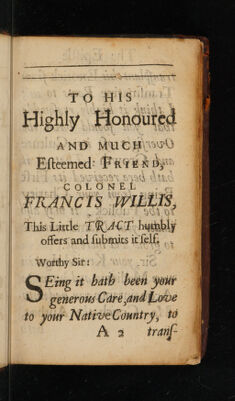 TO HIS
Highly Honoured
AND MUCH
Eſteemed FRIEND,
COLONEL
FRANCIS WILLIS,
This Little TRACT humbly
offers and ſubmits it ſelf.
Worthy Sir:
SEing it hath been your
generous Care, and Love
to your Native Country, to
A 2 tranſ-